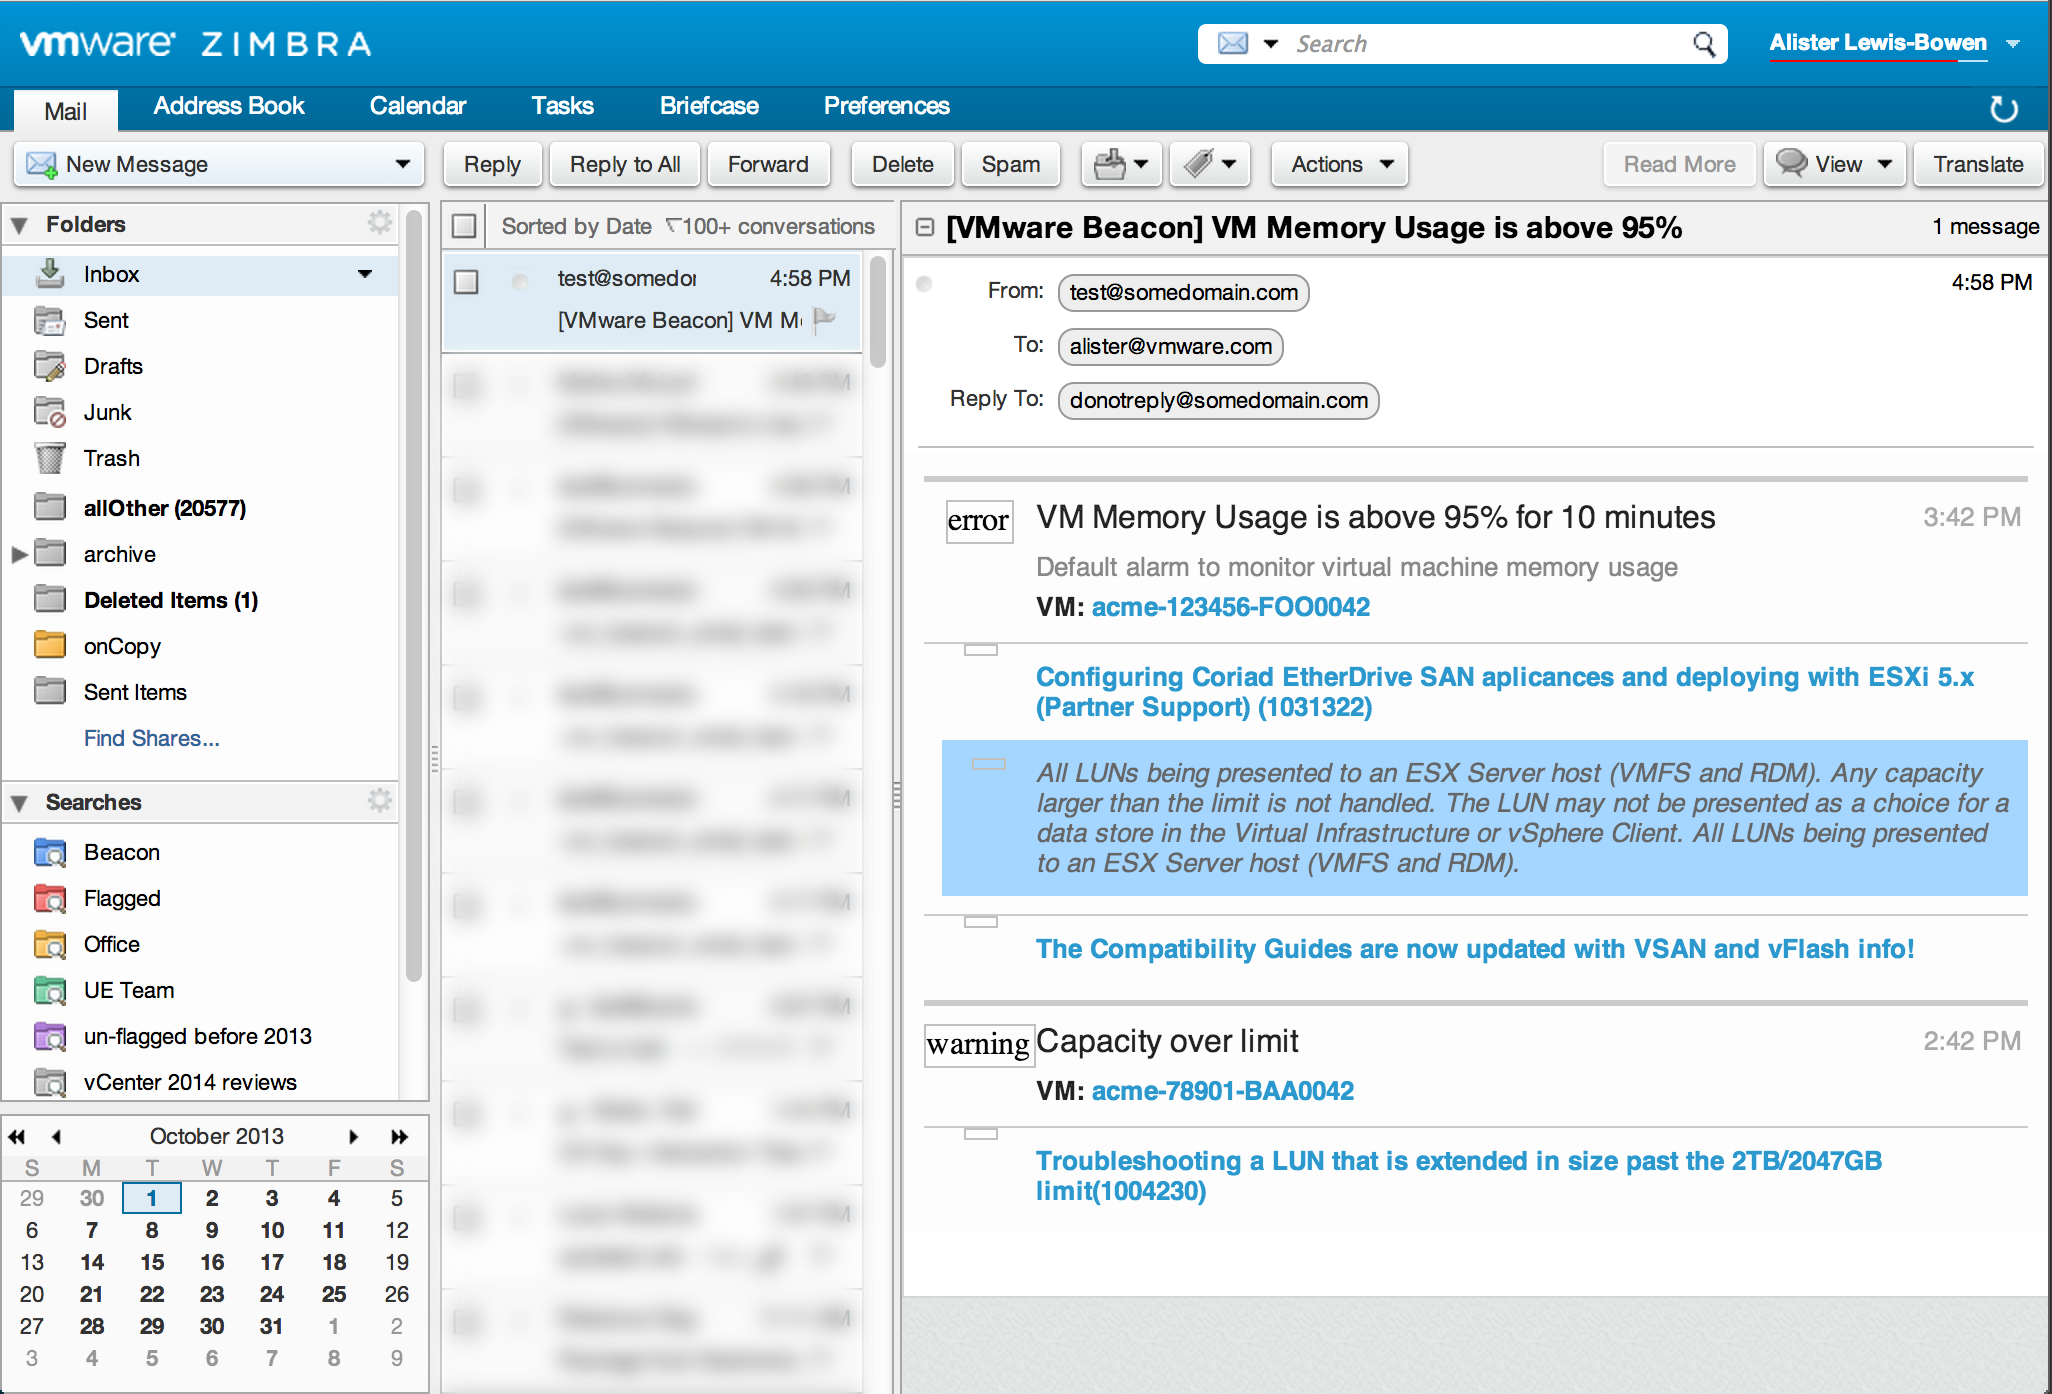 vmware ZIMBRA
Search
Alister Lewis-Bowen
Mail Address Book Calendar Tasks Briefcase Preferences
New Message
Reply Reply to All Forward Delete Spam Actions Read More View Translate
Folders
Inbox
Sent
Drafts
Junk
Trash
allOther (20577)
archive
Deleted Items (1)
onCopy
Sent Items
Find Shares...
Searches
Beacon
Flagged
Office
UE Team
un-flagged before 2013
vCenter 2014 reviews
October 2013
S M T W T F S
29 30 1 2 3 4 5
6 7 8 9 10 11 12
13 14 15 16 17 18 19
20 21 22 23 24 25 26
27 28 29 30 31 1 2
3 4 5 6 7 8 9
Sorted by Date 100+ conversations
test@somedor 4:58 PM
[VMware Beacon] VM M
[VMware Beacon] VM Memory Usage is above 95% 1 message
From: test@somedomain.com 4:58 PM
To: alister@vmware.com
Reply To: donotreply@somedomain.com
error VM Memory Usage is above 95% for 10 minutes 3:42 PM
Default alarm to monitor virtual machine memory usage
VM: acme-123456-FOO0042
Configuring Coriad EtherDrive SAN aplicances and deploying with ESXi 5.x
(Partner Support) (1031322)
All LUNs being presented to an ESX Server host (VMFS and RDM). Any capacity
larger than the limit is not handled. The LUN may not be presented as a choice for a
data store in the Virtual Infrastructure or vSphere Client. All LUNs being presented
to an ESX Server host (VMFS and RDM).
The Compatibility Guides are now updated with VSAN and vFlash info!
warning Capacity over limit 2:42 PM
VM: acme-78901-BAA0042
Troubleshooting a LUN that is extended in size past the 2TB/2047GB
limit(1004230)